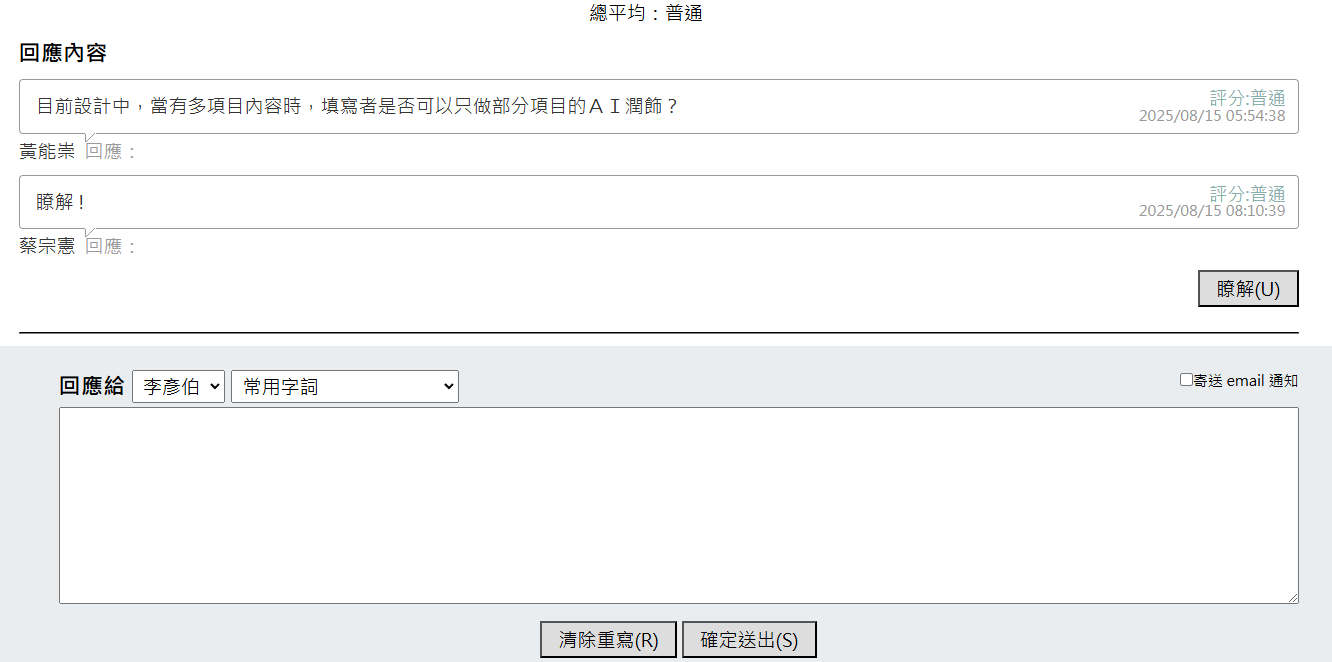 總平均：普通
回應內容
目前設計中，當有多項目內容時，填寫者是否可以只做部分項目的ＡＩ潤飾？
評分:普通
2025/08/15 05:54:38
黃能崇 回應：
瞭解！
評分:普通
2025/08/15 08:10:39
蔡宗憲 回應：
瞭解(U)
回應給 李彥伯 常用字詞
寄送 email 通知
清除重寫(R) 確定送出(S)